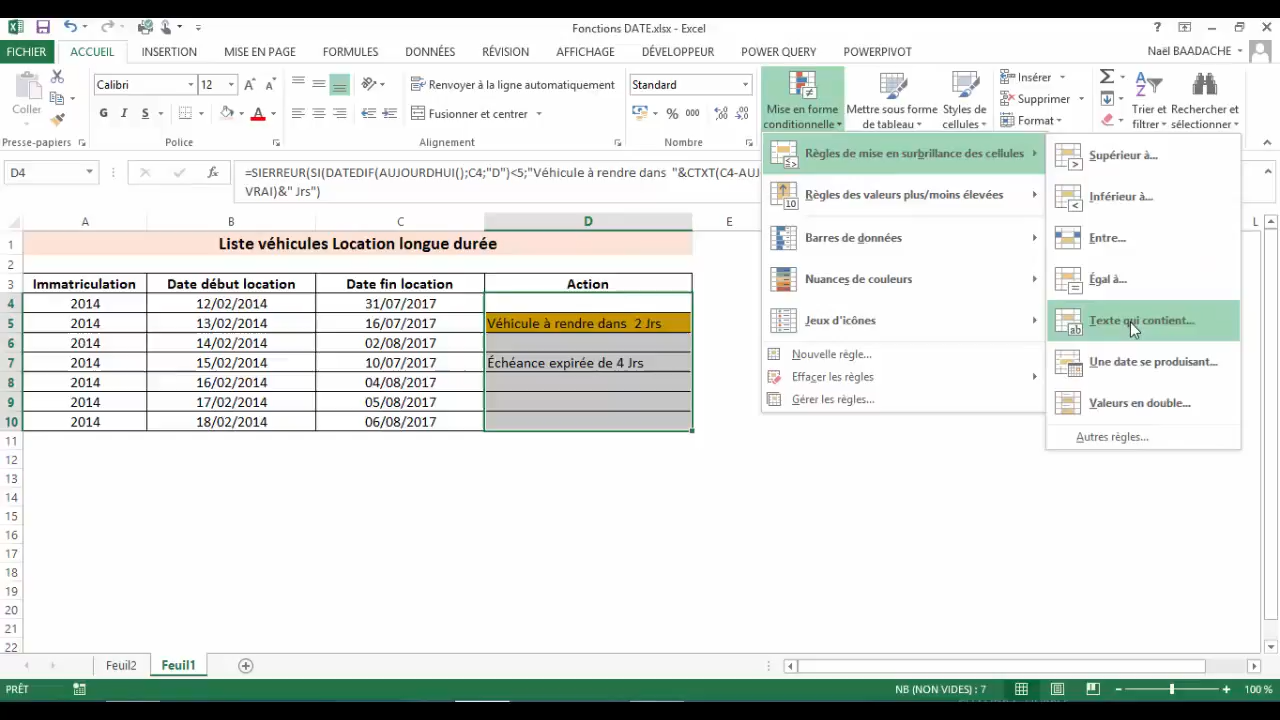 Fonctions DATE.xlsx - Excel
?
FICHIER ACCUEIL INSERTION MISE EN PAGE FORMULES DONNÉES RÉVISION AFFICHAGE DÉVELOPPEUR POWER QUERY POWERPIVOT Naël BAADACHE
Coller
Calibri 12
G I S
Renvoyer à la ligne automatiquement
Fusionner et centrer
Standard
% 000
Mise en forme conditionnelle
Mettre sous forme de tableau
Styles de cellules
Insérer
Supprimer
Format
Trier et filtrer
Rechercher et sélectionner
Presse-papiers Police Alignement Nombre
D4 fx =SIERREUR(SI(DATEDIF(AUJOURDHUI();C4;"D")<5;"Véhicule à rendre dans "&CTXT(C4-AUJ
VRAI)&" Jrs")
Règles de mise en surbrillance des cellules
Règles des valeurs plus/moins élevées
Barres de données
Nuances de couleurs
Jeux d'icônes
Nouvelle règle...
Effacer les règles
Gérer les règles...
Supérieur à...
Inférieur à...
Entre...
Égal à...
Texte qui contient...
Une date se produisant...
Valeurs en double...
Autres règles...
A B C D E L
1 Liste véhicules Location longue durée
2
3 Immatriculation Date début location Date fin location Action
4 2014 12/02/2014 31/07/2017
5 2014 13/02/2014 16/07/2017 Véhicule à rendre dans 2 Jrs
6 2014 14/02/2014 02/08/2017
7 2014 15/02/2014 10/07/2017 Échéance expirée de 4 Jrs
8 2014 16/02/2014 04/08/2017
9 2014 17/02/2014 05/08/2017
10 2014 18/02/2014 06/08/2017
11
12
13
14
15
16
17
18
19
20
21
22
Feuil2 Feuil1
PRÊT NB (NON VIDES) : 7 100 %